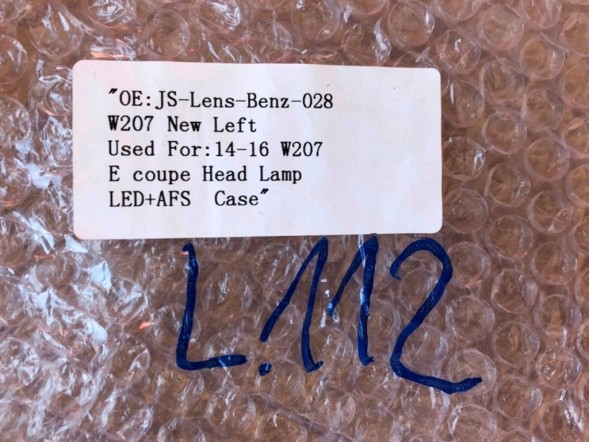 "OE:JS-Lens-Benz-028
W207 New Left
Used For:14-16 W207
E coupe Head Lamp
LED+AFS Case"
L.112